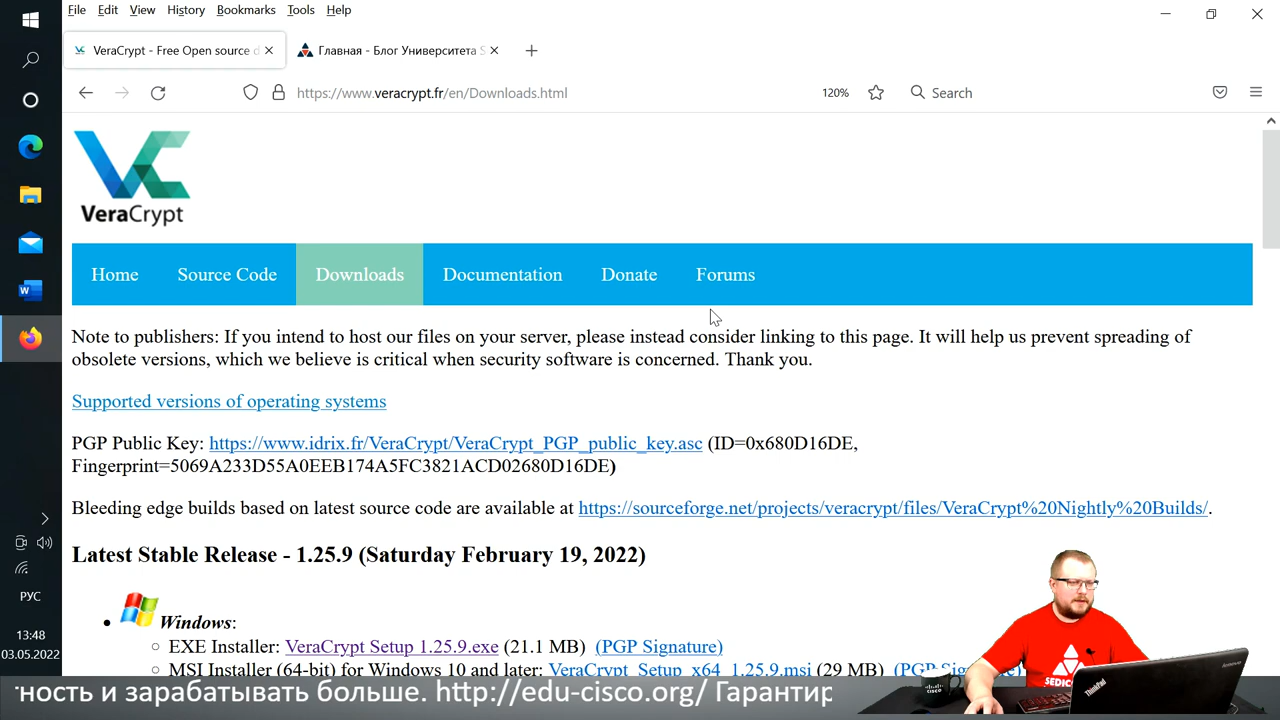 File Edit View History Bookmarks Tools Help
VeraCrypt - Free Open source d
Главная - Блог Университета S
https://www.veracrypt.fr/en/Downloads.html
120%
Search
VeraCrypt
Home Source Code Downloads Documentation Donate Forums
Note to publishers: If you intend to host our files on your server, please instead consider linking to this page. It will help us prevent spreading of
obsolete versions, which we believe is critical when security software is concerned. Thank you.
Supported versions of operating systems
PGP Public Key: https://www.idrix.fr/VeraCrypt/VeraCrypt_PGP_public_key.asc (ID=0x680D16DE,
Fingerprint=5069A233D55A0EEB174A5FC3821ACD02680D16DE)
Bleeding edge builds based on latest source code are available at https://sourceforge.net/projects/veracrypt/files/VeraCrypt%20Nightly%20Builds/.
Latest Stable Release - 1.25.9 (Saturday February 19, 2022)
Windows:
EXE Installer: VeraCrypt Setup 1.25.9.exe (21.1 MB) (PGP Signature)
MSI Installer (64-bit) for Windows 10 and later: VeraCrypt_Setup_x64_1.25.9.msi (29 MB) (PGP
РУС
13:48
03.05.2022
SEDIC
ThinkPad
cisco
ность и зарабатывать больше. http://edu-cisco.org/ Гарантир